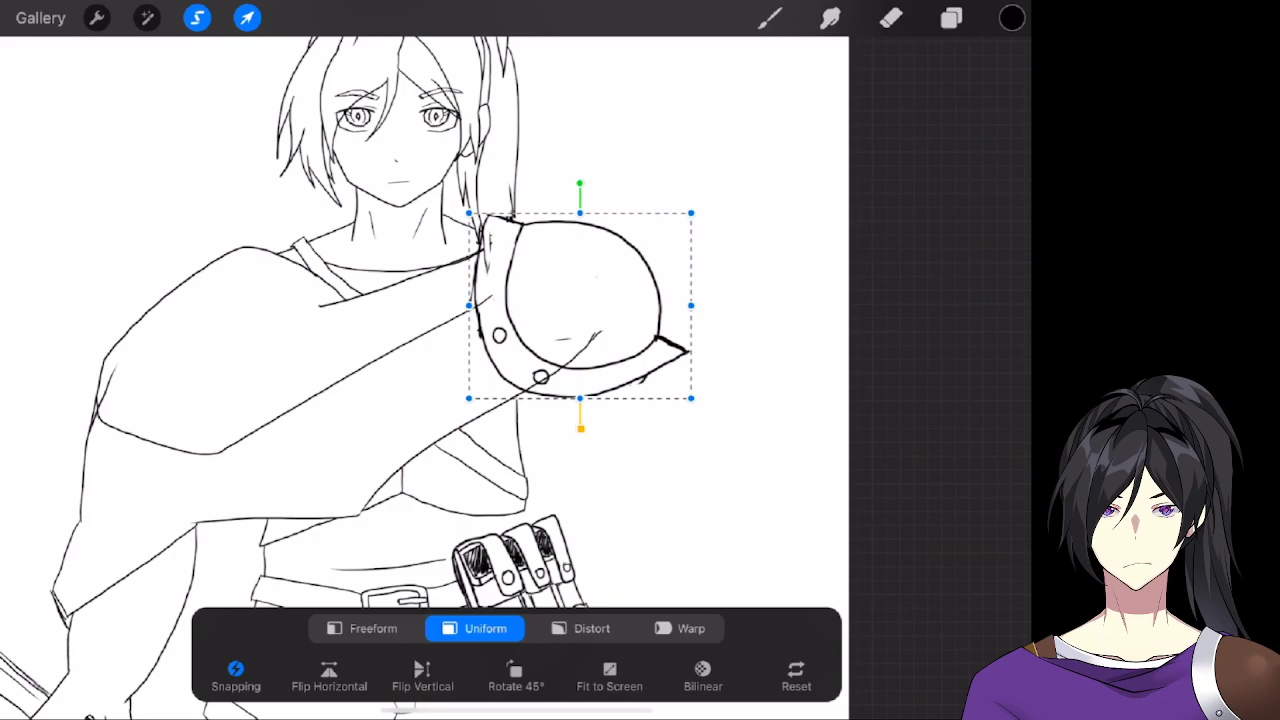 Gallery
Freeform Uniform Distort Warp
Snapping Flip Horizontal Flip Vertical Rotate 45° Fit to Screen Bilinear Reset